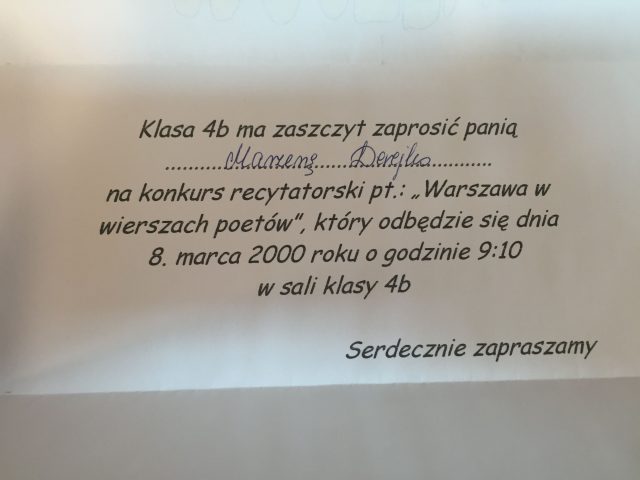 Klasa 4b ma zaszczyt zaprosić panią
Marzenę
na konkurs recytatorski pt.: „Warszawa w
wierszach poetów", który odbędzie się dnia
8. marca 2000 roku o godzinie 9:10
w sali klasy 4b
Serdecznie zapraszamy